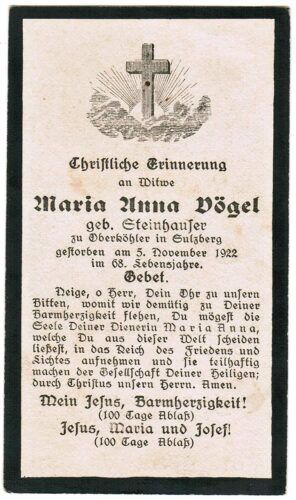 Christliche Erinnerung
an Witwe
Maria Anna Vögel
geb. Steinhauser
zu Oberköhler in Sulzberg
gestorben am 5. November 1922
im 68. Lebensjahre.
Gebet.
Neige, o Herr, Dein Ohr zu unsern
Bitten, womit wir demütig zu Deiner
Barmherzigkeit flehen, Du mögest die
Seele Deiner Dienerin Maria Anna,
welche Du aus dieser Welt scheiden
ließest, in das Reich des Friedens und
Lichtes aufnehmen und sie teilhaftig
machen der Gesellschaft Deiner Heiligen;
durch Christus unsern Herrn. Amen.
Mein Jesus, Barmherzigkeit!
(100 Tage Ablaß)
Jesus, Maria und Josef!
(100 Tage Ablaß)